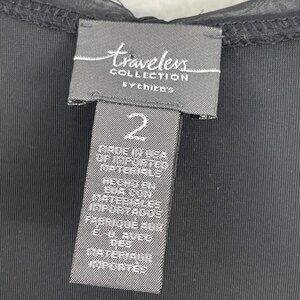 travelers
COLLECTION
BY chico's
2
MADE IN USA
OF IMPORTED
MATERIALS
HECHO EN
EUA CON
MATERIALES
IMPORTADOS
FABRIQUÉ AUX
É.-U. AVEC
DES
MATERIAUX
IMPORTÉS